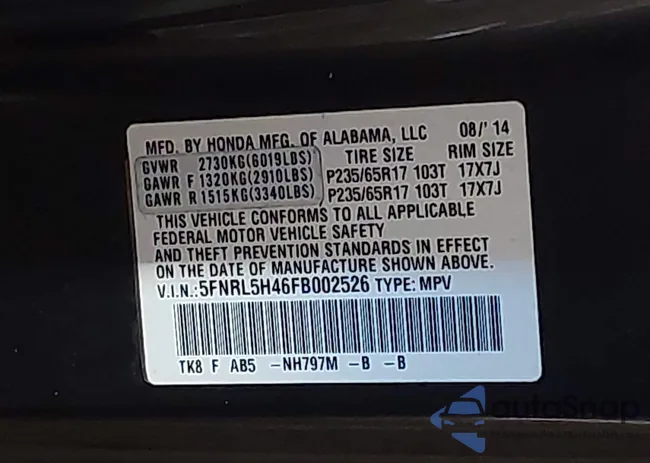 MFD. BY HONDA MFG. OF ALABAMA, LLC 08/'14
GVWR 2730KG(6019LBS) TIRE SIZE RIM SIZE
GAWR F 1320KG(2910LBS) P235/65R17 103T 17X7J
GAWR R 1515KG(3340LBS) P235/65R17 103T 17X7J
THIS VEHICLE CONFORMS TO ALL APPLICABLE
FEDERAL MOTOR VEHICLE SAFETY
AND THEFT PREVENTION STANDARDS IN EFFECT
ON THE DATE OF MANUFACTURE SHOWN ABOVE.
V.I.N.:5FNRL5H46FB002526 TYPE: MPV
TK8 F AB5 -NH797M -B -B
autoSnap